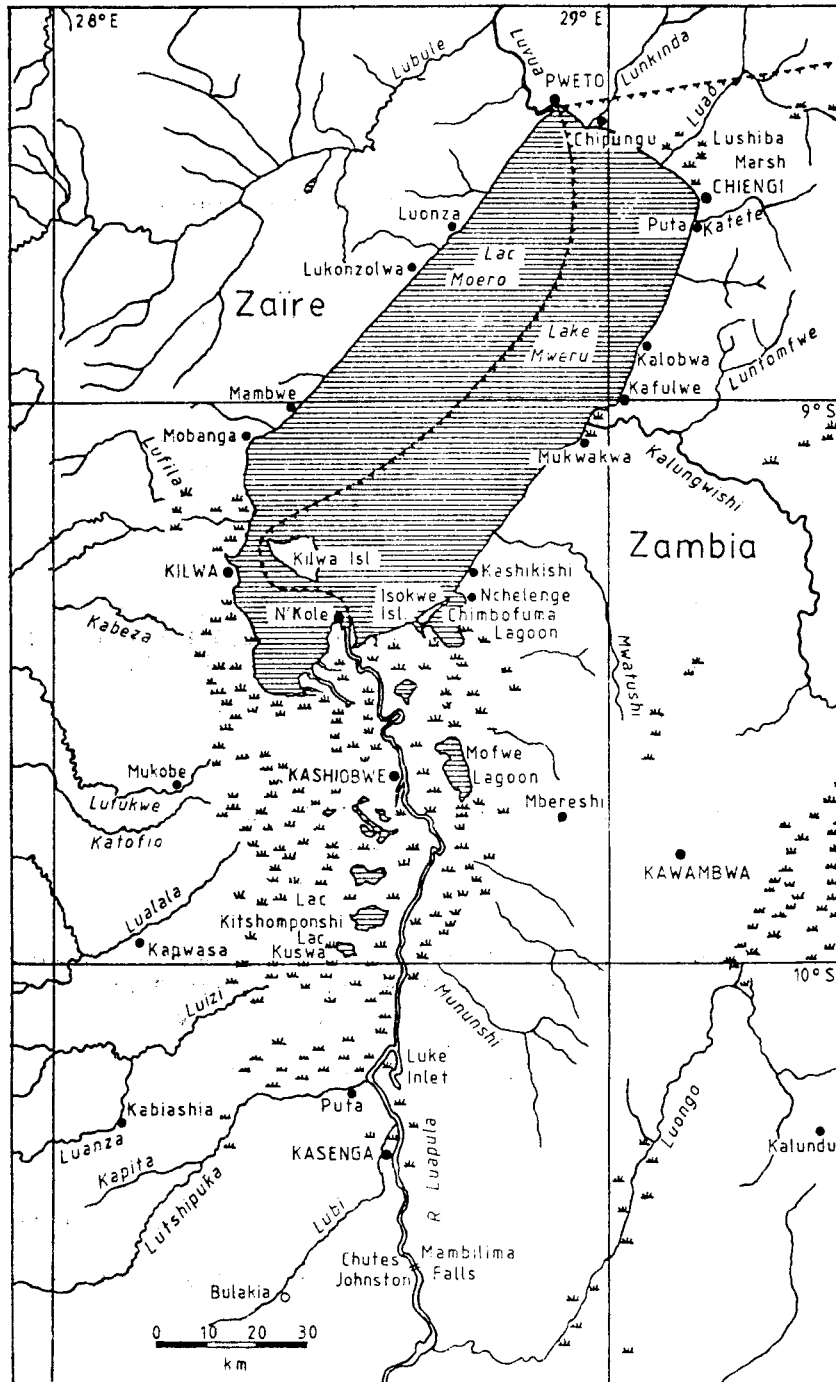 28° E
29° E
Luvua
Lubule
Lunkinda
PWETO
Luao
Chipungu
Lushiba
Marsh
CHIENGI
Luonza
Puta
Katete
Lac
Moero
Lukonzolwa
Zaïre
Lake
Mweru
Kalobwa
Luntomfwe
Mambwe
Kafulwe
9° S
Mobanga
Mukwakwa
Lufila
Kalungwishi
Zambia
Kilwa Isl
KILWA
Kashikishi
Isokwe
Isl.
Nchelenge
N'Kole
Chimbofuma
Lagoon
Kabeza
Mwatushi
Mofwe
Lagoon
Mukobe
KASHIOBWE
Lufukwe
Mbereshi
Katofio
KAWAMBWA
Lualala
Lac
Kitshomponshi
Lac
Kuswa
Kapwasa
10° S
Luizi
Mununshi
Luke
Inlet
Puta
Kabiashia
Luanza
Luongo
Kalundu
Kapita
KASENGA
R Luapula
Lutshipuka
Lubi
Chutes
Johnston
Mambilima
Falls
Bulakia
0 10 20 30
km